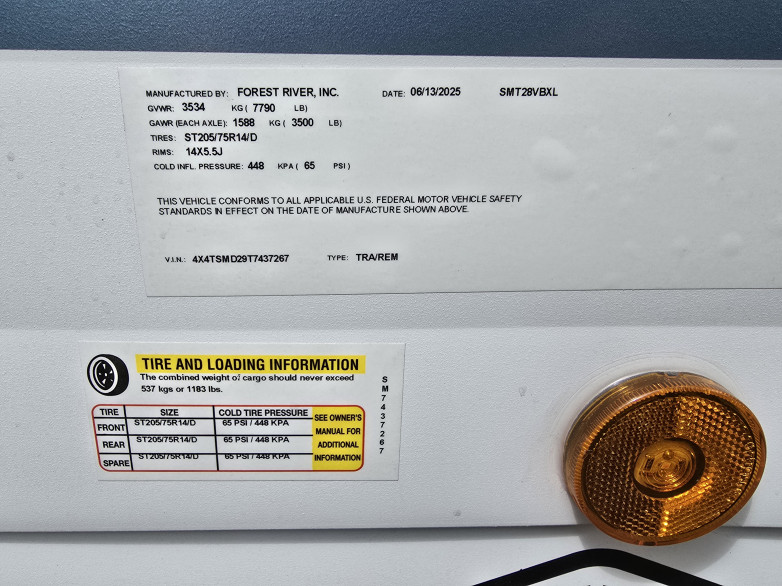 MANUFACTURED BY: FOREST RIVER, INC. DATE: 06/13/2025 SMT28VBXL
GVWR: 3534 KG ( 7790 LB)
GAWR (EACH AXLE): 1588 KG ( 3500 LB)
TIRES: ST205/75R14/D
RIMS: 14X5.5J
COLD INFL. PRESSURE: 448 KPA ( 65 PSI )
THIS VEHICLE CONFORMS TO ALL APPLICABLE U.S. FEDERAL MOTOR VEHICLE SAFETY
STANDARDS IN EFFECT ON THE DATE OF MANUFACTURE SHOWN ABOVE.
V.I.N.: 4X4TSMD29T7437267 TYPE: TRA/REM
TIRE AND LOADING INFORMATION
The combined weight of cargo should never exceed
537 kgs or 1183 lbs.
TIRE SIZE COLD TIRE PRESSURE
FRONT ST205/75R14/D 65 PSI / 448 KPA
REAR ST205/75R14/D 65 PSI / 448 KPA
SPARE ST205/75R14/D 65 PSI / 448 KPA
SEE OWNER'S
MANUAL FOR
ADDITIONAL
INFORMATION
SM7437267